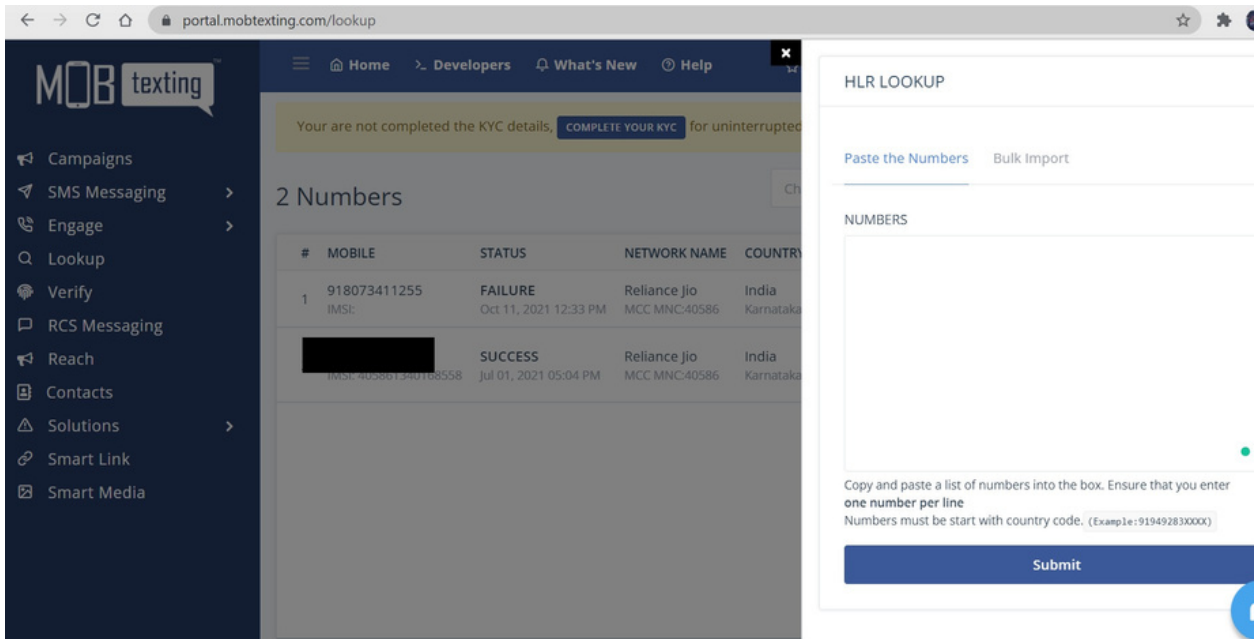 portal.mobtexting.com/lookup
MOB texting™
Home
Developers
What's New
Help
Your are not completed the KYC details, COMPLETE YOUR KYC for uninterrupted
Campaigns
SMS Messaging
Engage
Lookup
Verify
RCS Messaging
Reach
Contacts
Solutions
Smart Link
Smart Media
2 Numbers
Ch
# MOBILE STATUS NETWORK NAME COUNTRY
1 918073411255 FAILURE Reliance Jio India
IMSI: Oct 11, 2021 12:33 PM MCC MNC:40586 Karnataka
SUCCESS Reliance Jio India
IMSI: 405861340168558 Jul 01, 2021 05:04 PM MCC MNC:40586 Karnataka
HLR LOOKUP
Paste the Numbers Bulk Import
NUMBERS
Copy and paste a list of numbers into the box. Ensure that you enter
one number per line
Numbers must be start with country code. (Example:91949283XXXX)
Submit